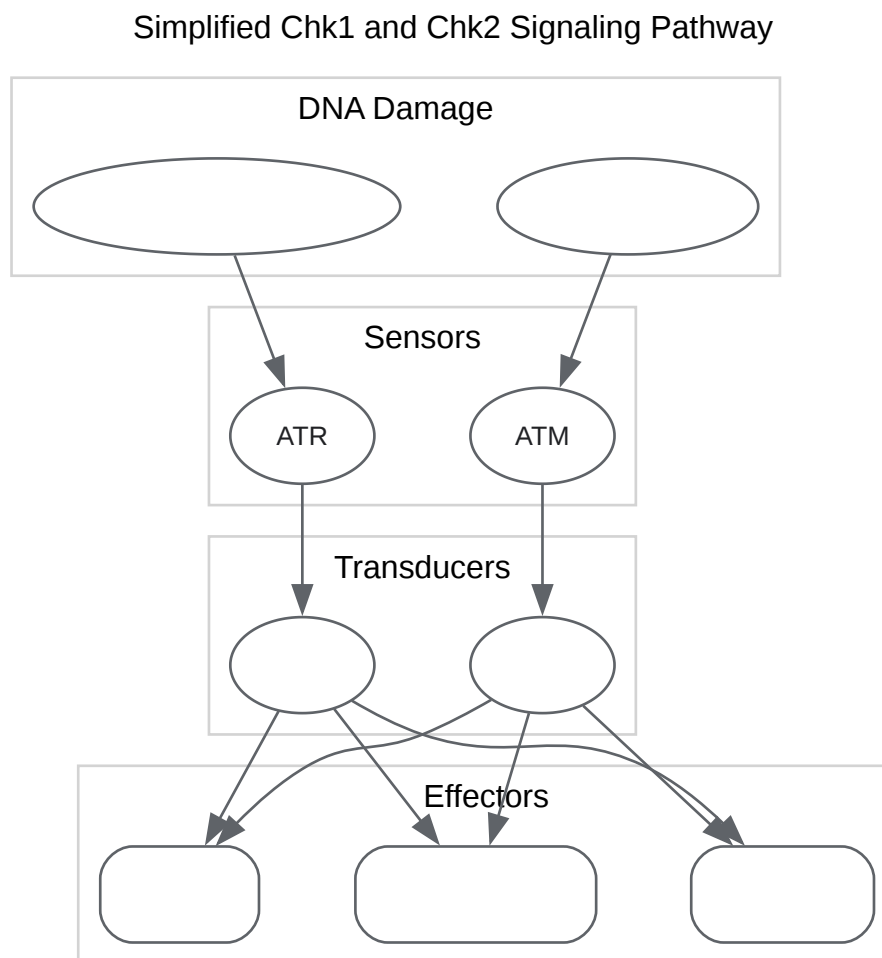 Simplified Chk1 and Chk2 Signaling Pathway
DNA Damage
Sensors
ATR
ATM
Transducers
Effectors